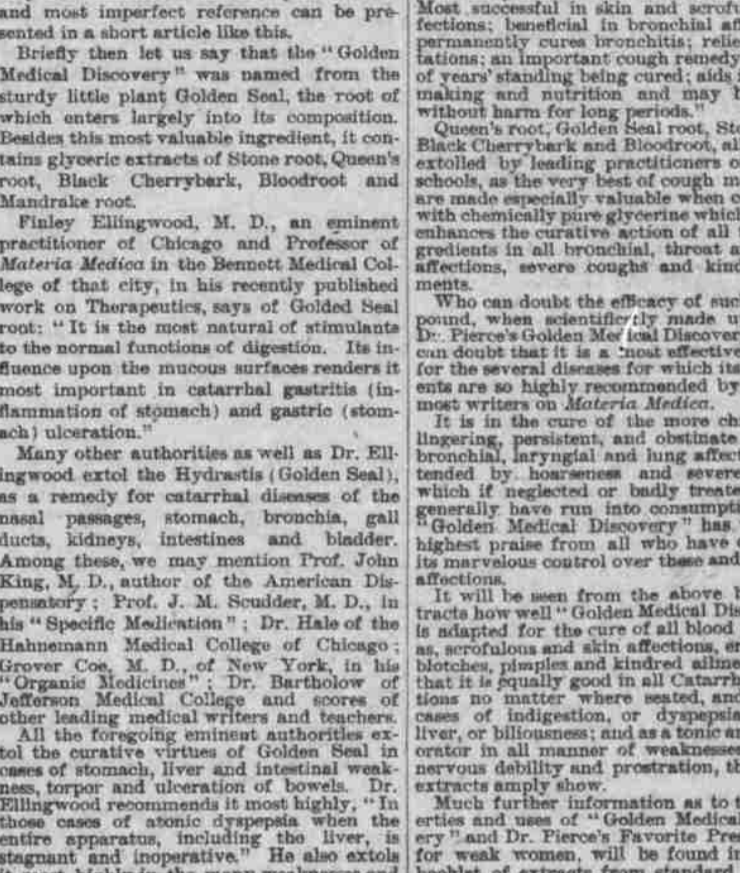 and most imperfect reference can be pre-
sented in a short article like this.
Briefly then let us say that the "Golden
Medical Discovery" was named from the
sturdy little plant Golden Seal, the root of
which enters largely into its composition.
Besides this most valuable ingredient, it con-
tains glyceric extracts of Stone root, Queen's
root, Black Cherrybark, Bloodroot and
Mandrake root.
Finley Ellingwood, M. D., an eminent
practitioner of Chicago and Professor of
Materia Medica in the Bennett Medical Col-
lege of that city, in his recently published
work on Therapeutics, says of Golded Seal
root: "It is the most natural of stimulants
to the normal functions of digestion. Its in-
fluence upon the mucous surfaces renders it
most important in catarrhal gastritis (in-
flammation of stomach) and gastric (stom-
ach) ulceration."
Many other authorities as well as Dr. Ell-
ingwood extol the Hydrastis (Golden Seal),
as a remedy for catarrhal diseases of the
nasal passages, stomach, bronchia, gall
ducts, kidneys, intestines and bladder.
Among these, we may mention Prof. John
King, M. D., author of the American Dis-
pensatory; Prof. J. M. Scudder, M. D., in
his "Specific Medication"; Dr. Hale of the
Hahnemann Medical College of Chicago;
Grover Coe, M. D., of New York, in his
"Organic Medicines"; Dr. Bartholow of
Jefferson Medical College and scores of
other leading medical writers and teachers.
All the foregoing eminent authorities ex-
tol the curative virtues of Golden Seal in
cases of stomach, liver and intestinal weak-
ness, torpor and ulceration of bowels. Dr.
Ellingwood recommends it most highly, "In
those cases of atonic dyspepsia when the
entire apparatus, including the liver, is
stagnant and inoperative." He also extols
Most successful in skin and scrofu
fections; beneficial in bronchial af
permanently cures bronchitis; relie
tations; an important cough remedy
of years' standing being cured; aids
making and nutrition and may b
without harm for long periods."
Queen's root, Golden Seal root, Sto
Black Cherrybark and Bloodroot, al
extolled by leading practitioners o
schools, as the very best of cough m
are made especially valuable when c
with chemically pure glycerine which
enhances the curative action of all
gredients in all bronchial, throat a
affections, severe coughs and kind
ments.
Who can doubt the efficacy of suc
pound, when scientifically made u
Dr. Pierce's Golden Medical Discover
can doubt that it is a most effective
for the several diseases for which its
ents are so highly recommended by
most writers on Materia Medica.
It is in the cure of the more ch
lingering, persistent, and obstinate
bronchial, laryngial and lung affect
tended by hoarseness and severe
which if neglected or badly treate
generally have run into consumpti
"Golden Medical Discovery" has
highest praise from all who have
its marvelous control over these and
affections.
It will be seen from the above
tracts how well "Golden Medical Dis
is adapted for the cure of all blood
as, scrofulous and skin affections, er
blotches, pimples and kindred ailme
that it is equally good in all Catarrh
tions no matter where seated, and
cases of indigestion, or dyspepsia
liver, or biliousness; and as a tonic an
orator in all manner of weaknesses
nervous debility and prostration, th
extracts amply show.
Much further information as to
erties and uses of "Golden Medical
ery" and Dr. Pierce's Favorite Pres
for weak women, will be found in